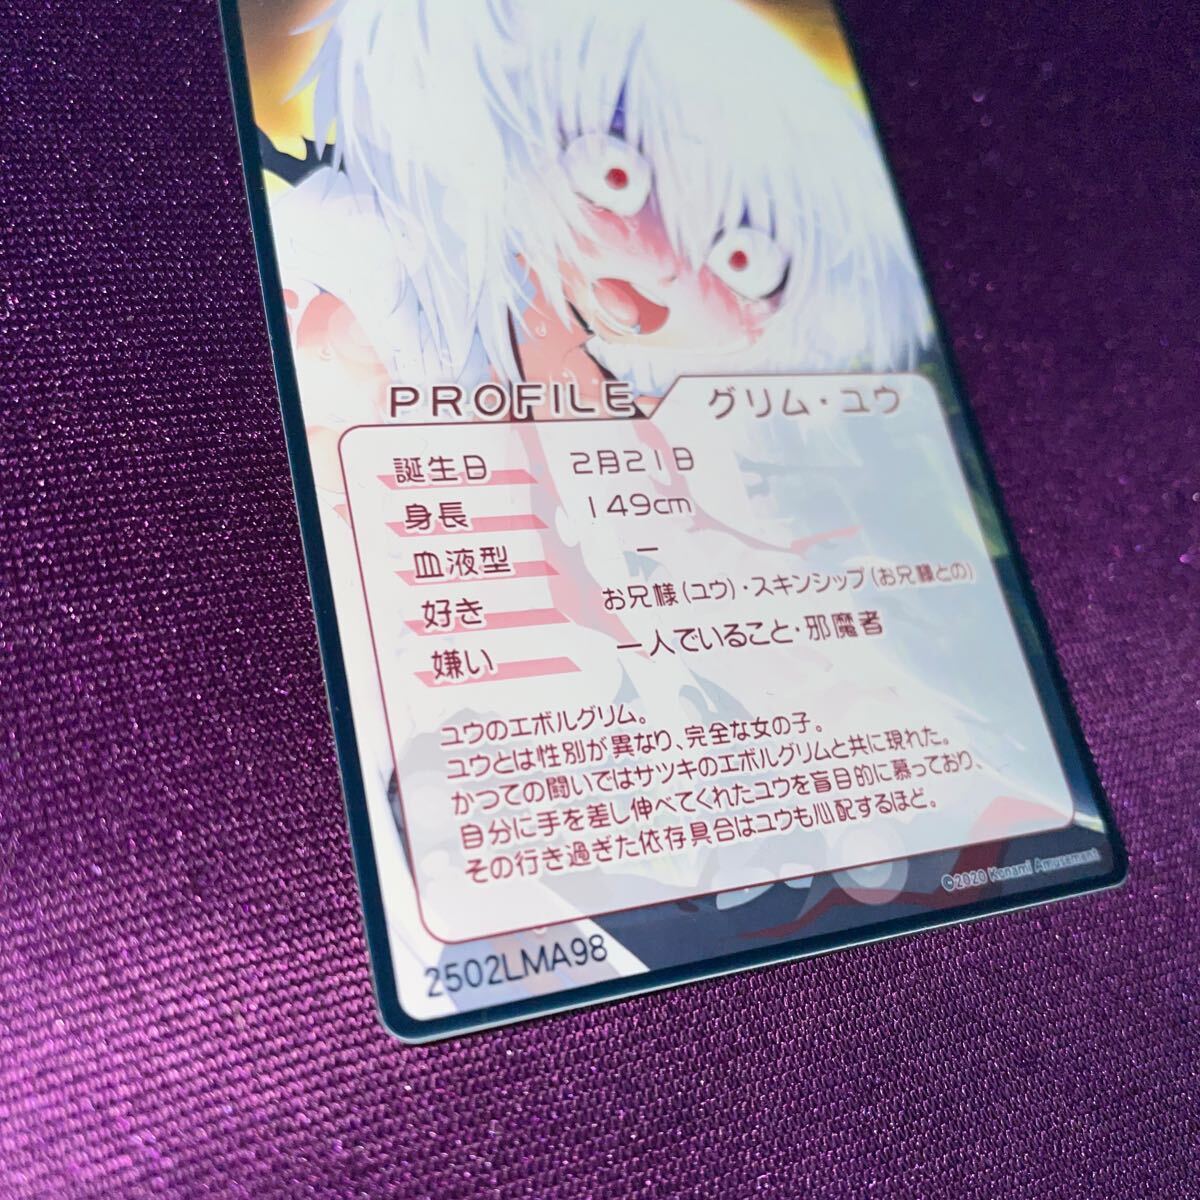 PROFILE グリム・ユウ
誕生日 2月21日
身長 149cm
血液型 ー
好き お兄様(ユウ)・スキンシップ(お兄様との)
嫌い 一人でいること・邪魔者
ユウのエボルグリム。
ユウとは性別が異なり、完全な女の子。
かつての闘いではサツキのエボルグリムと共に現れた。
自分に手を差し伸べてくれたユウを盲目的に慕っており、
その行き過ぎた依存具合はユウも心配するほど。
©2020 Konami Amusement
2502LMA98